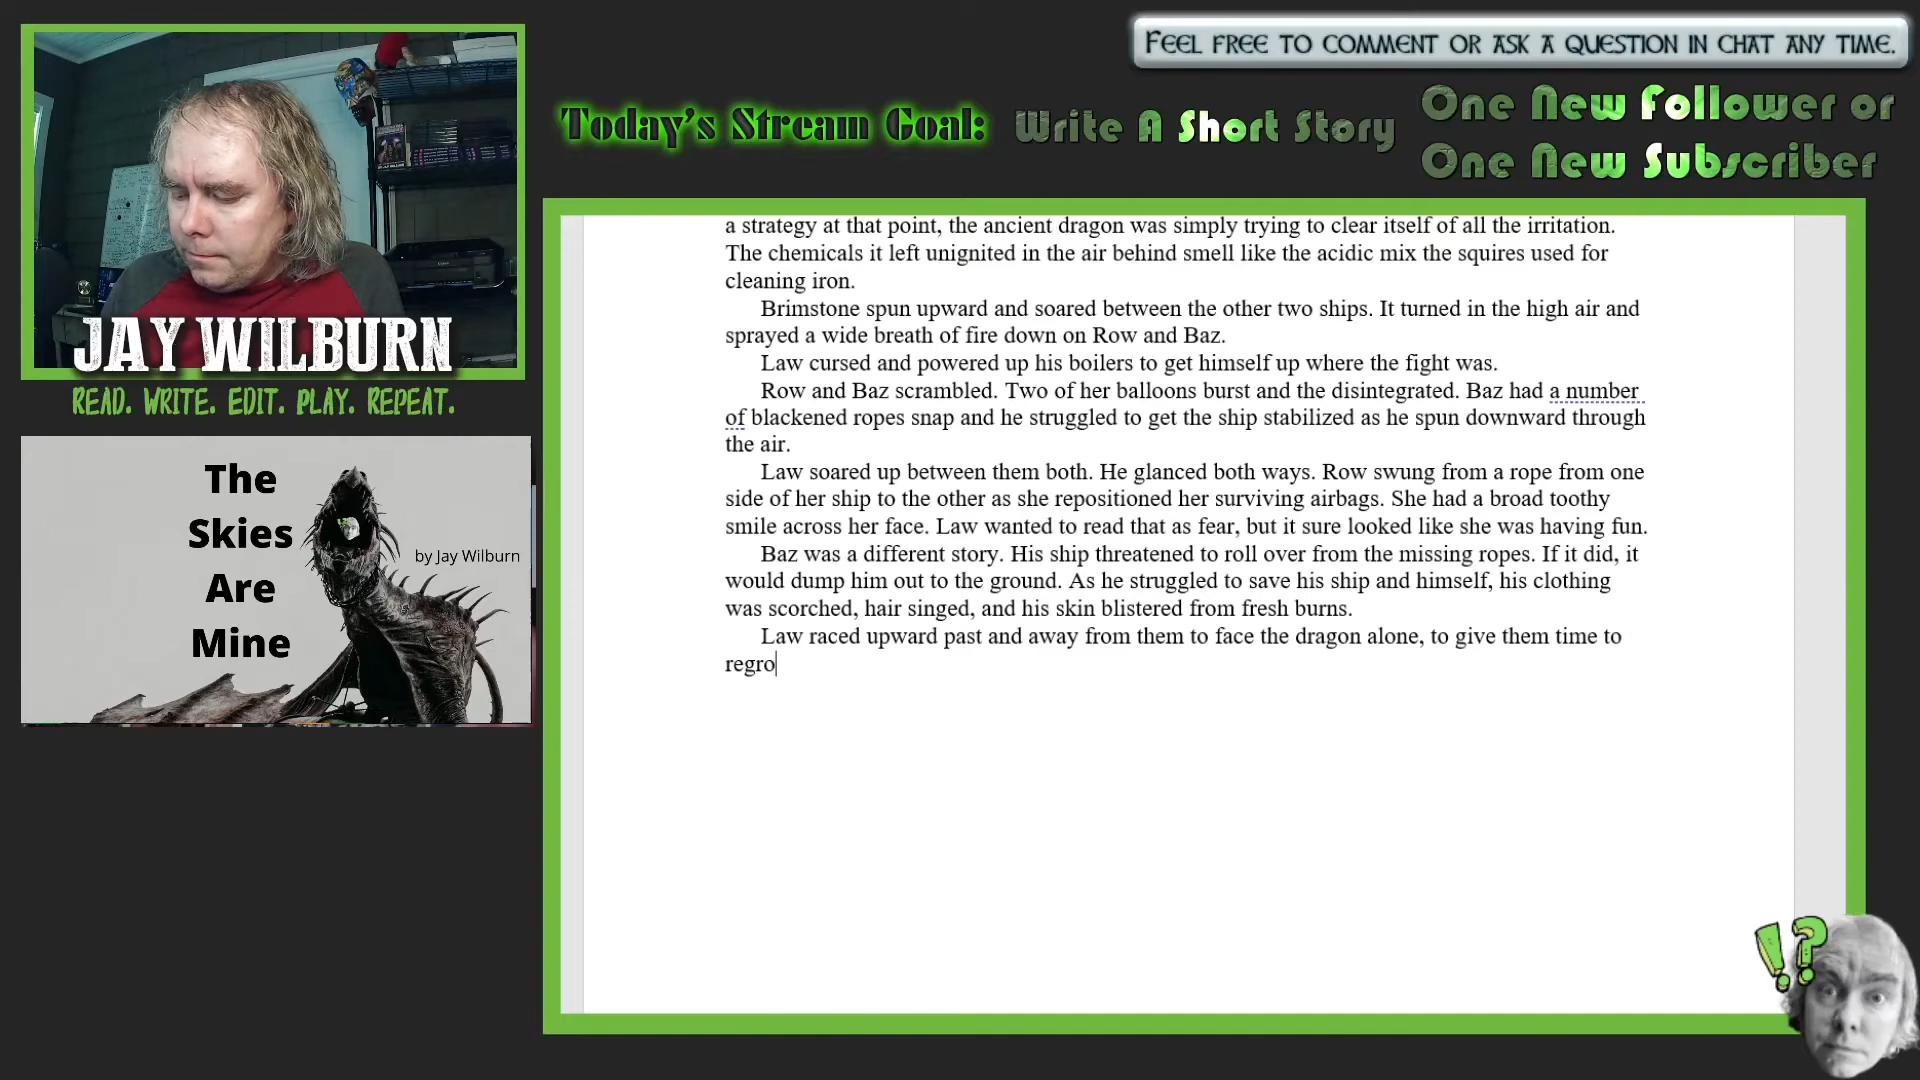 FEEL FREE TO COMMENT OR ASK A QUESTION IN CHAT ANY TIME.
Today's Stream Goal:
Write A Short Story
One New Follower or
One New Subscriber
JAY WILBURN
READ. WRITE. EDIT. PLAY. REPEAT.
The
Skies
Are
Mine
by Jay Wilburn
a strategy at that point, the ancient dragon was simply trying to clear itself of all the irritation.
The chemicals it left unignited in the air behind smell like the acidic mix the squires used for
cleaning iron.
Brimstone spun upward and soared between the other two ships. It turned in the high air and
sprayed a wide breath of fire down on Row and Baz.
Law cursed and powered up his boilers to get himself up where the fight was.
Row and Baz scrambled. Two of her balloons burst and the disintegrated. Baz had a number
of blackened ropes snap and he struggled to get the ship stabilized as he spun downward through
the air.
Law soared up between them both. He glanced both ways. Row swung from a rope from one
side of her ship to the other as she repositioned her surviving airbags. She had a broad toothy
smile across her face. Law wanted to read that as fear, but it sure looked like she was having fun.
Baz was a different story. His ship threatened to roll over from the missing ropes. If it did, it
would dump him out to the ground. As he struggled to save his ship and himself, his clothing
was scorched, hair singed, and his skin blistered from fresh burns.
Law raced upward past and away from them to face the dragon alone, to give them time to
regro
!?